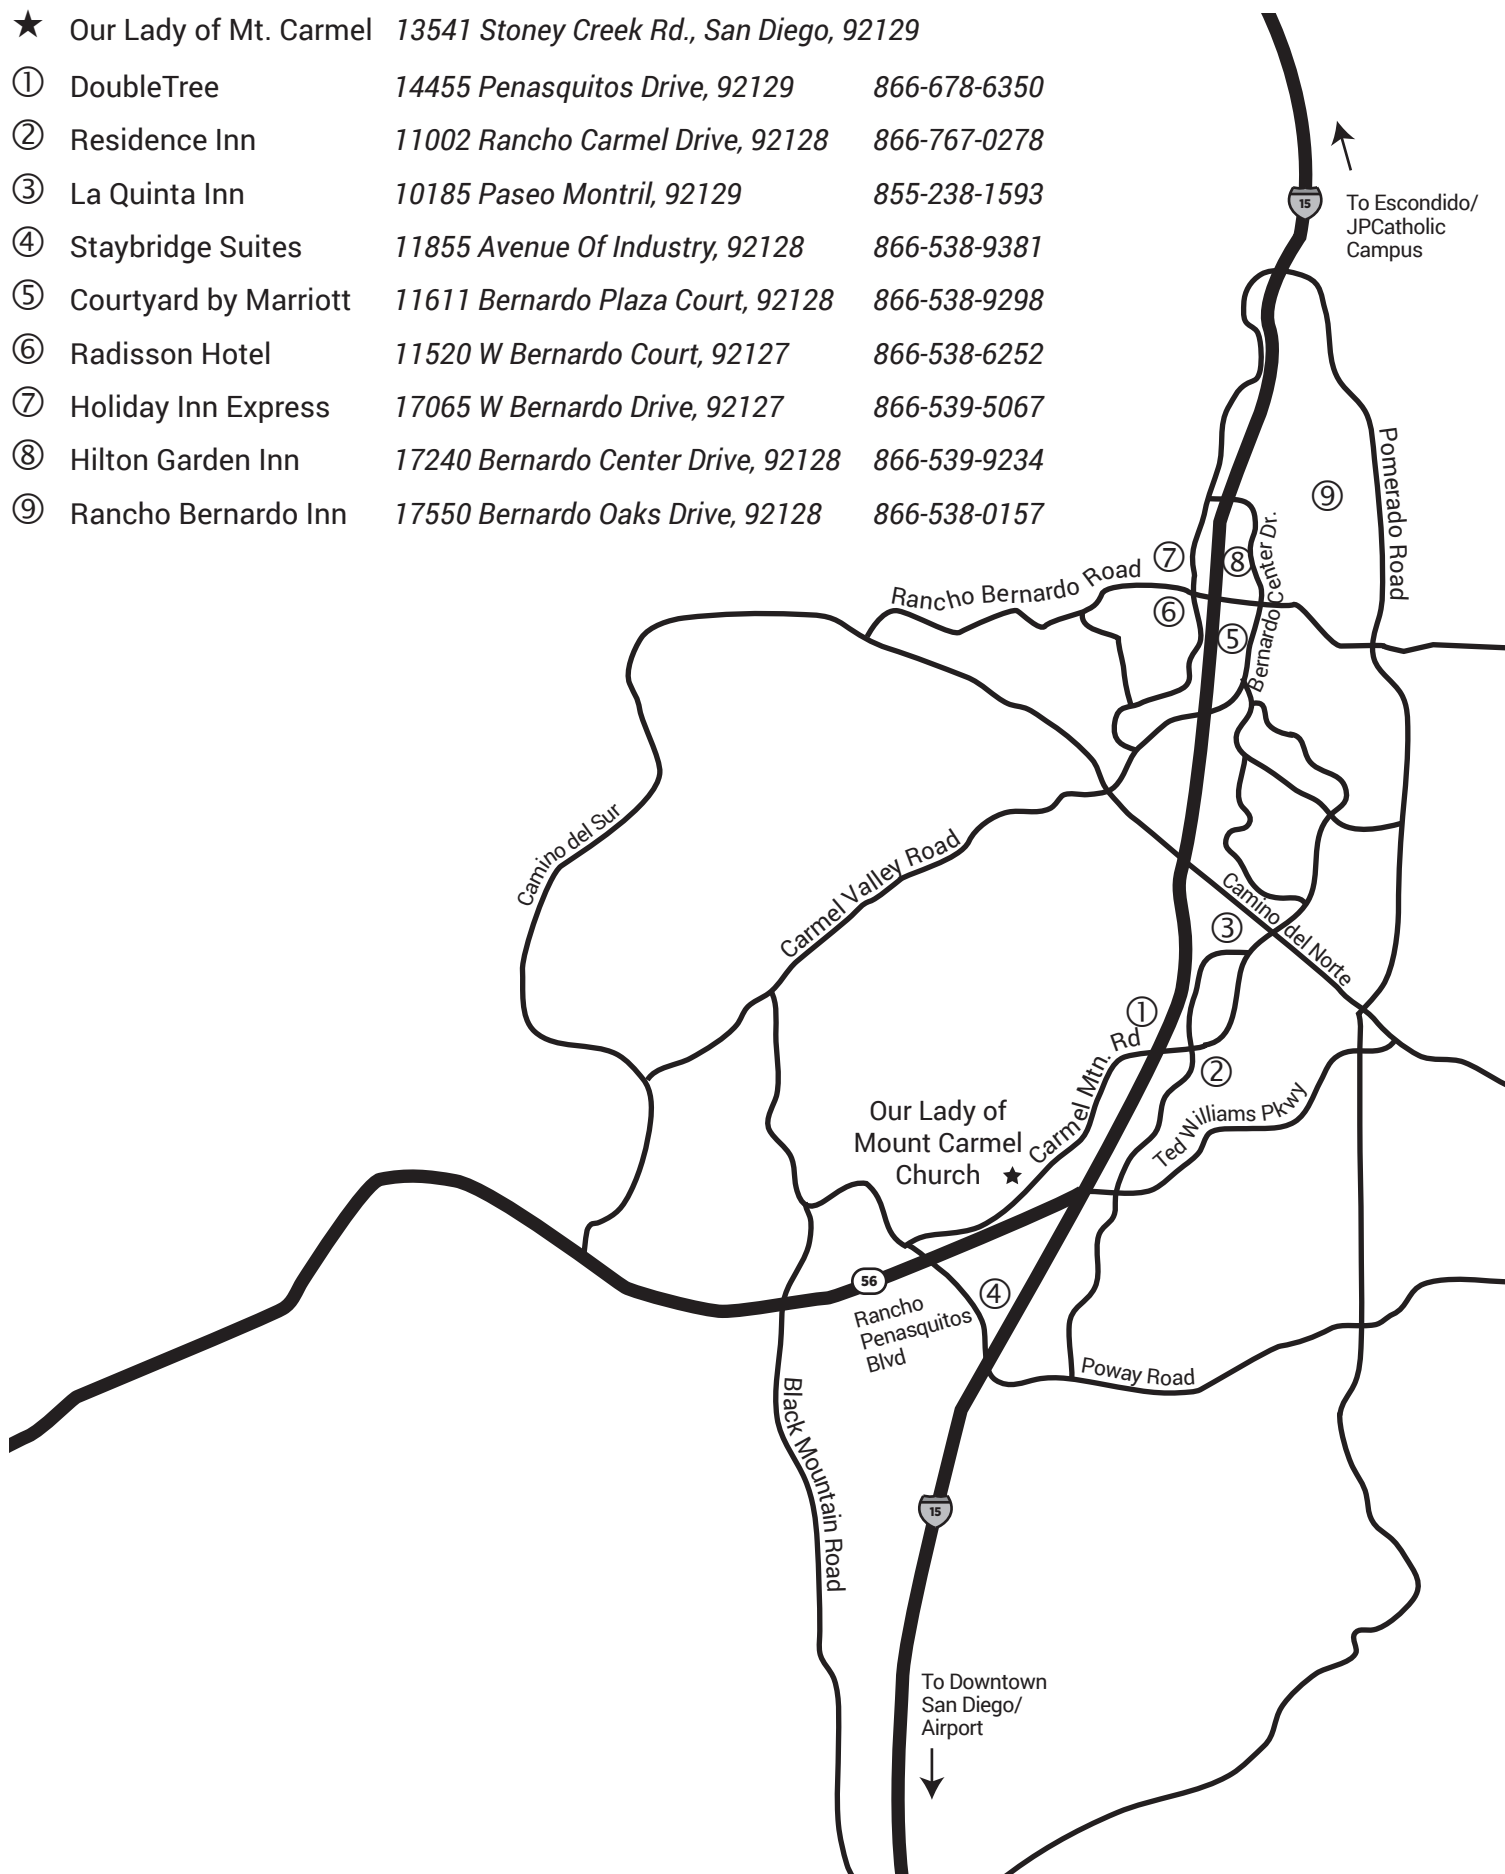 ★ Our Lady of Mt. Carmel 13541 Stoney Creek Rd., San Diego, 92129
① DoubleTree 14455 Penasquitos Drive, 92129 866-678-6350
② Residence Inn 11002 Rancho Carmel Drive, 92128 866-767-0278
③ La Quinta Inn 10185 Paseo Montril, 92129 855-238-1593
④ Staybridge Suites 11855 Avenue Of Industry, 92128 866-538-9381
⑤ Courtyard by Marriott 11611 Bernardo Plaza Court, 92128 866-538-9298
⑥ Radisson Hotel 11520 W Bernardo Court, 92127 866-538-6252
⑦ Holiday Inn Express 17065 W Bernardo Drive, 92127 866-539-5067
⑧ Hilton Garden Inn 17240 Bernardo Center Drive, 92128 866-539-9234
⑨ Rancho Bernardo Inn 17550 Bernardo Oaks Drive, 92128 866-538-0157
15
To Escondido/
JPCatholic
Campus
Pomerado Road
⑨
Bernardo Center Dr.
⑦
⑧
Rancho Bernardo Road
⑥
⑤
Camino del Sur
Carmel Valley Road
Camino del Norte
③
①
Carmel Mtn. Rd
②
Ted Williams Pkwy
Our Lady of
Mount Carmel
Church ★
56
④
Rancho
Penasquitos
Blvd
Poway Road
Black Mountain Road
15
To Downtown
San Diego/
Airport